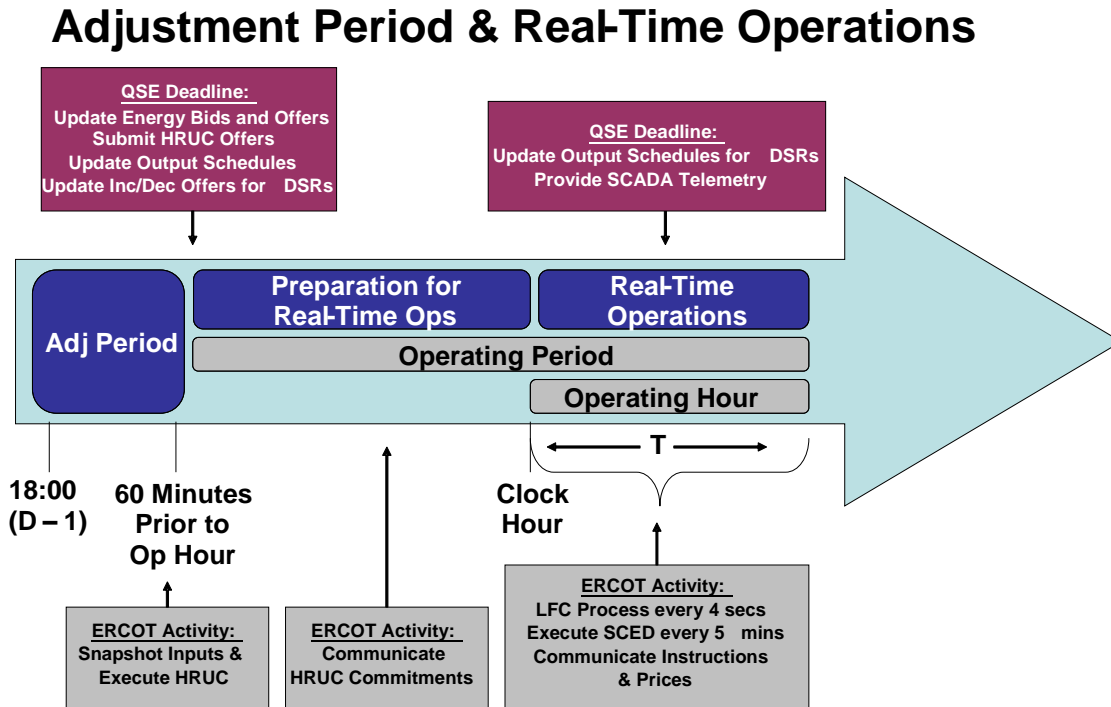 Adjustment Period & Real-Time Operations
QSE Deadline:
Update Energy Bids and Offers
Submit HRUC Offers
Update Output Schedules
Update Inc/Dec Offers for DSRs
QSE Deadline:
Update Output Schedules for DSRs
Provide SCADA Telemetry
Adj Period
Preparation for
Real-Time Ops
Real-Time
Operations
Operating Period
Operating Hour
T
18:00
(D – 1)
60 Minutes
Prior to
Op Hour
Clock
Hour
ERCOT Activity:
Snapshot Inputs &
Execute HRUC
ERCOT Activity:
Communicate
HRUC Commitments
ERCOT Activity:
LFC Process every 4 secs
Execute SCED every 5 mins
Communicate Instructions
& Prices